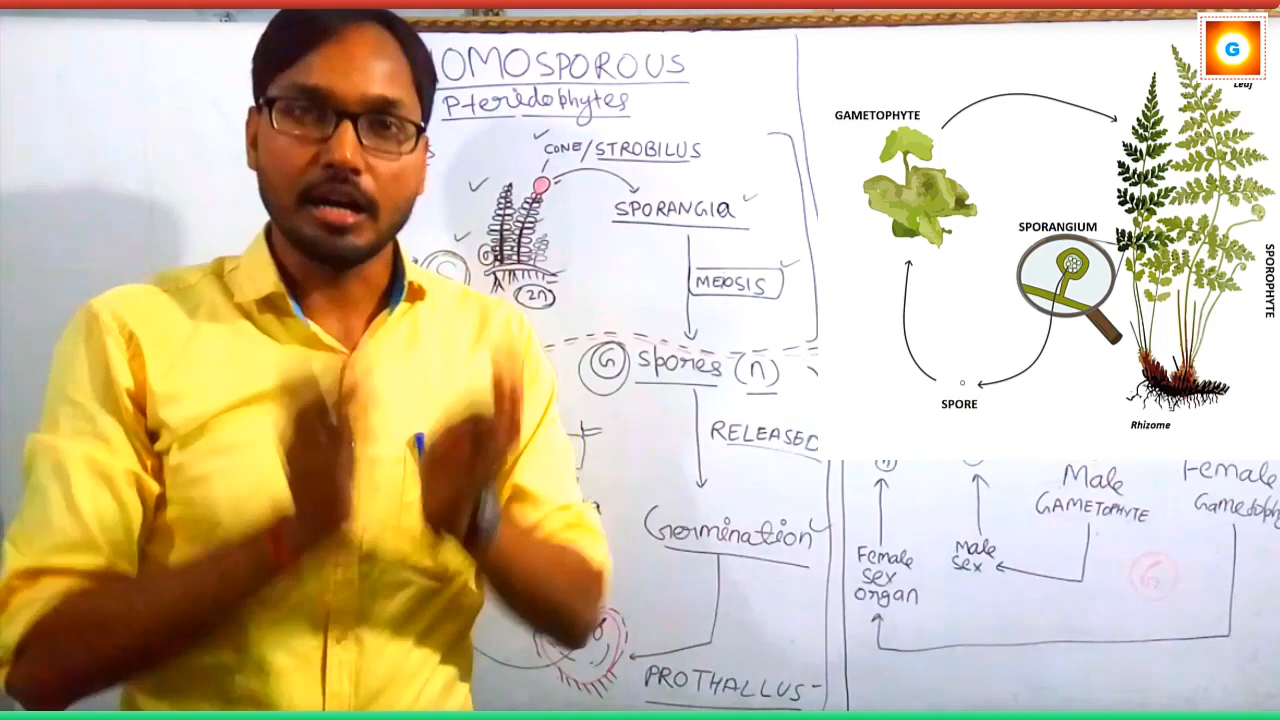 HOMOSPOROUS
Pteridophytes
CONE/STROBILUS
SPORANGIA
2n
MEIOSIS
G
Spores (n)
RELEASED
Germination
PROTHALLUS
G
Leaf
GAMETOPHYTE
SPORANGIUM
SPOROPHYTE
SPORE
Rhizome
Male
GAMETOPHYTE
Female
Female
sex
organ
Male
sex
G